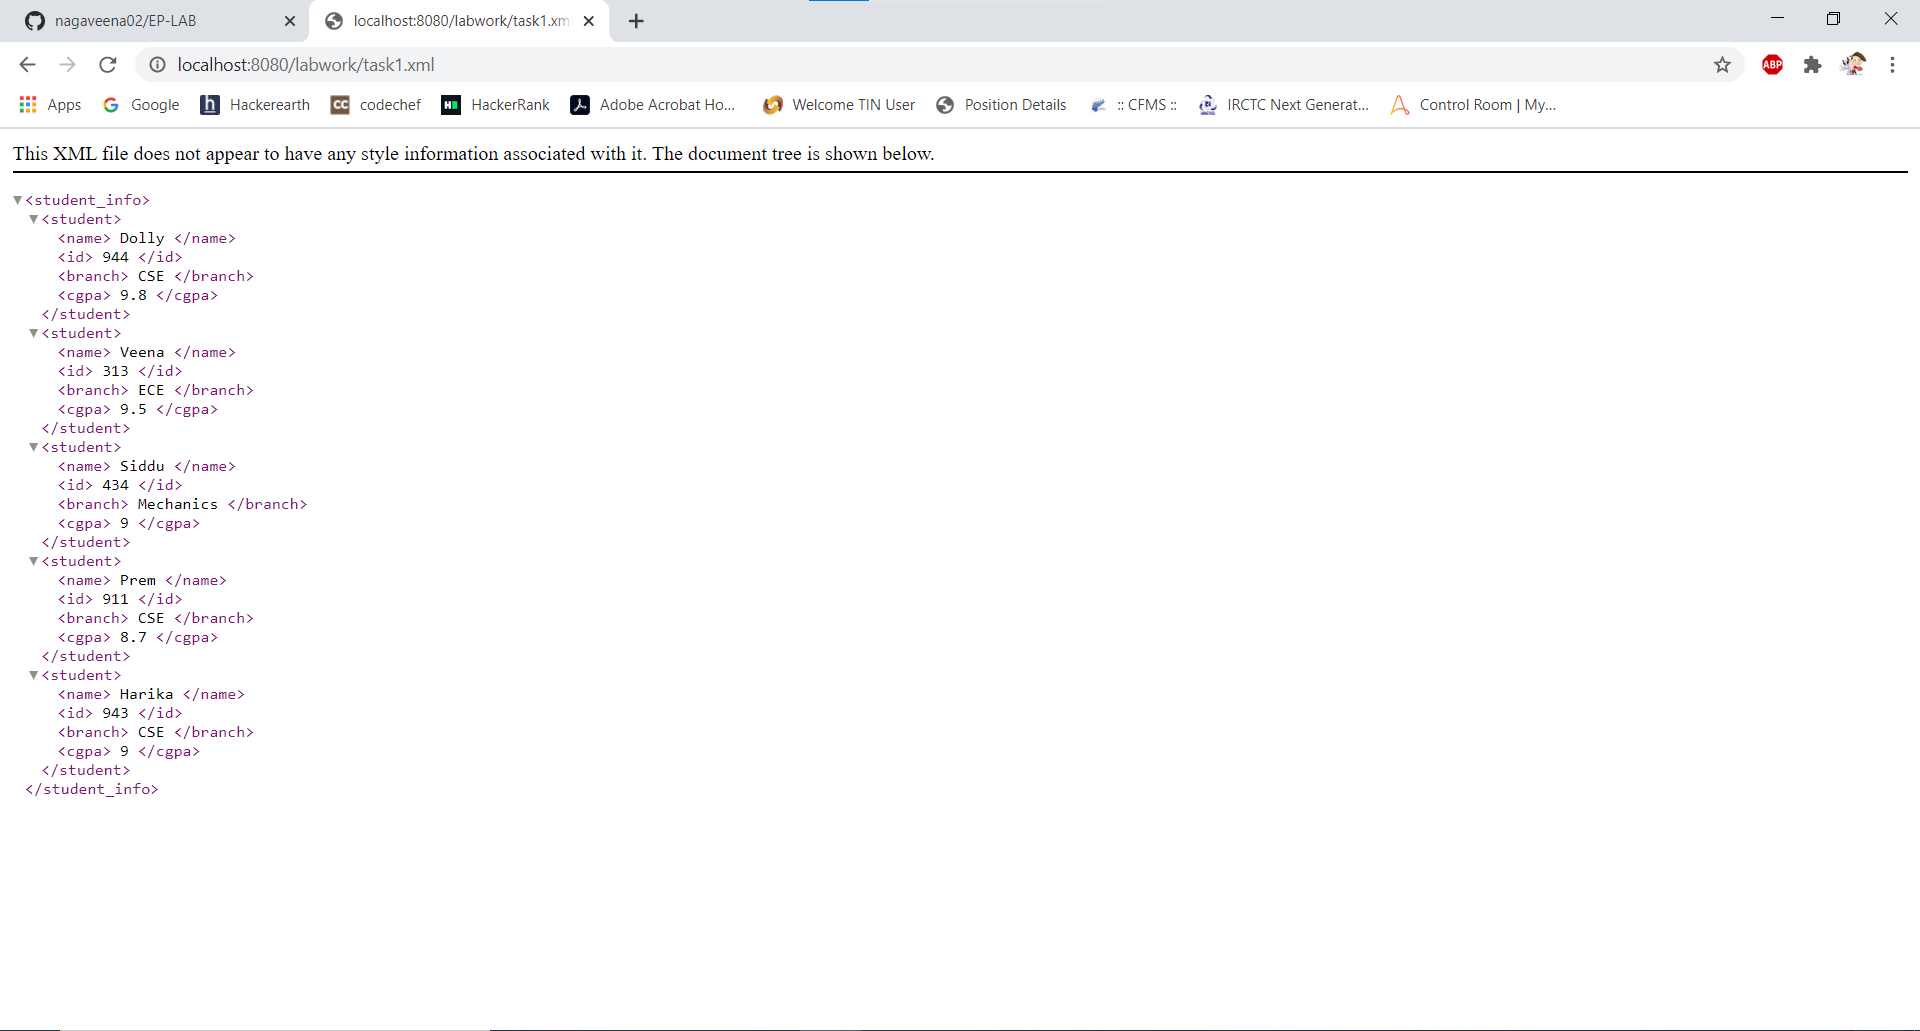 nagaveena02/EP-LAB
localhost:8080/labwork/task1.xm
localhost:8080/labwork/task1.xml
ABP
Apps
Google
h
Hackerearth
CC
codechef
H
HackerRank
Adobe Acrobat Ho...
Welcome TIN User
Position Details
:: CFMS ::
IRCTC Next Generat...
Control Room | My...
This XML file does not appear to have any style information associated with it. The document tree is shown below.
▼<student_info>
▼<student>
<name> Dolly </name>
<id> 944 </id>
<branch> CSE </branch>
<cgpa> 9.8 </cgpa>
</student>
▼<student>
<name> Veena </name>
<id> 313 </id>
<branch> ECE </branch>
<cgpa> 9.5 </cgpa>
</student>
▼<student>
<name> Siddu </name>
<id> 434 </id>
<branch> Mechanics </branch>
<cgpa> 9 </cgpa>
</student>
▼<student>
<name> Prem </name>
<id> 911 </id>
<branch> CSE </branch>
<cgpa> 8.7 </cgpa>
</student>
▼<student>
<name> Harika </name>
<id> 943 </id>
<branch> CSE </branch>
<cgpa> 9 </cgpa>
</student>
</student_info>